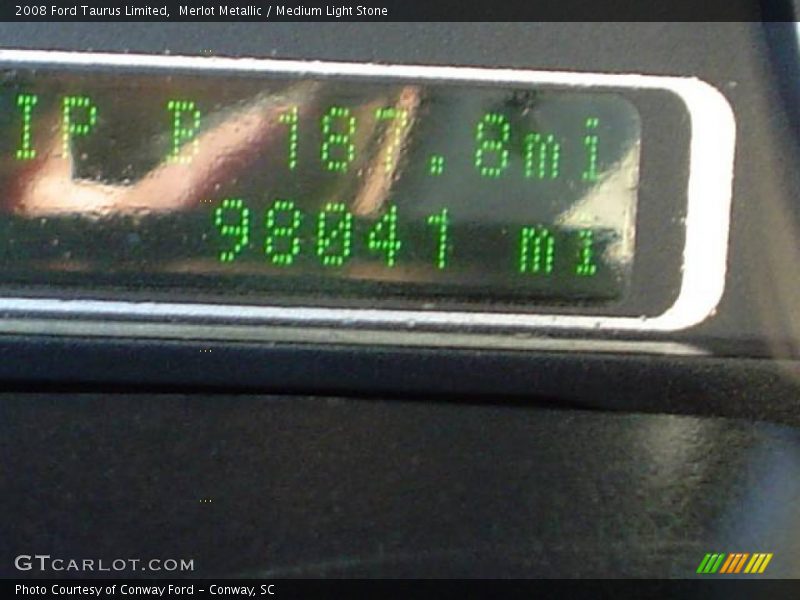 2008 Ford Taurus Limited,  Merlot Metallic / Medium Light Stone
IP B 187.8mi
98041 mi
GTCARLOT.COM
Photo Courtesy of Conway Ford - Conway, SC